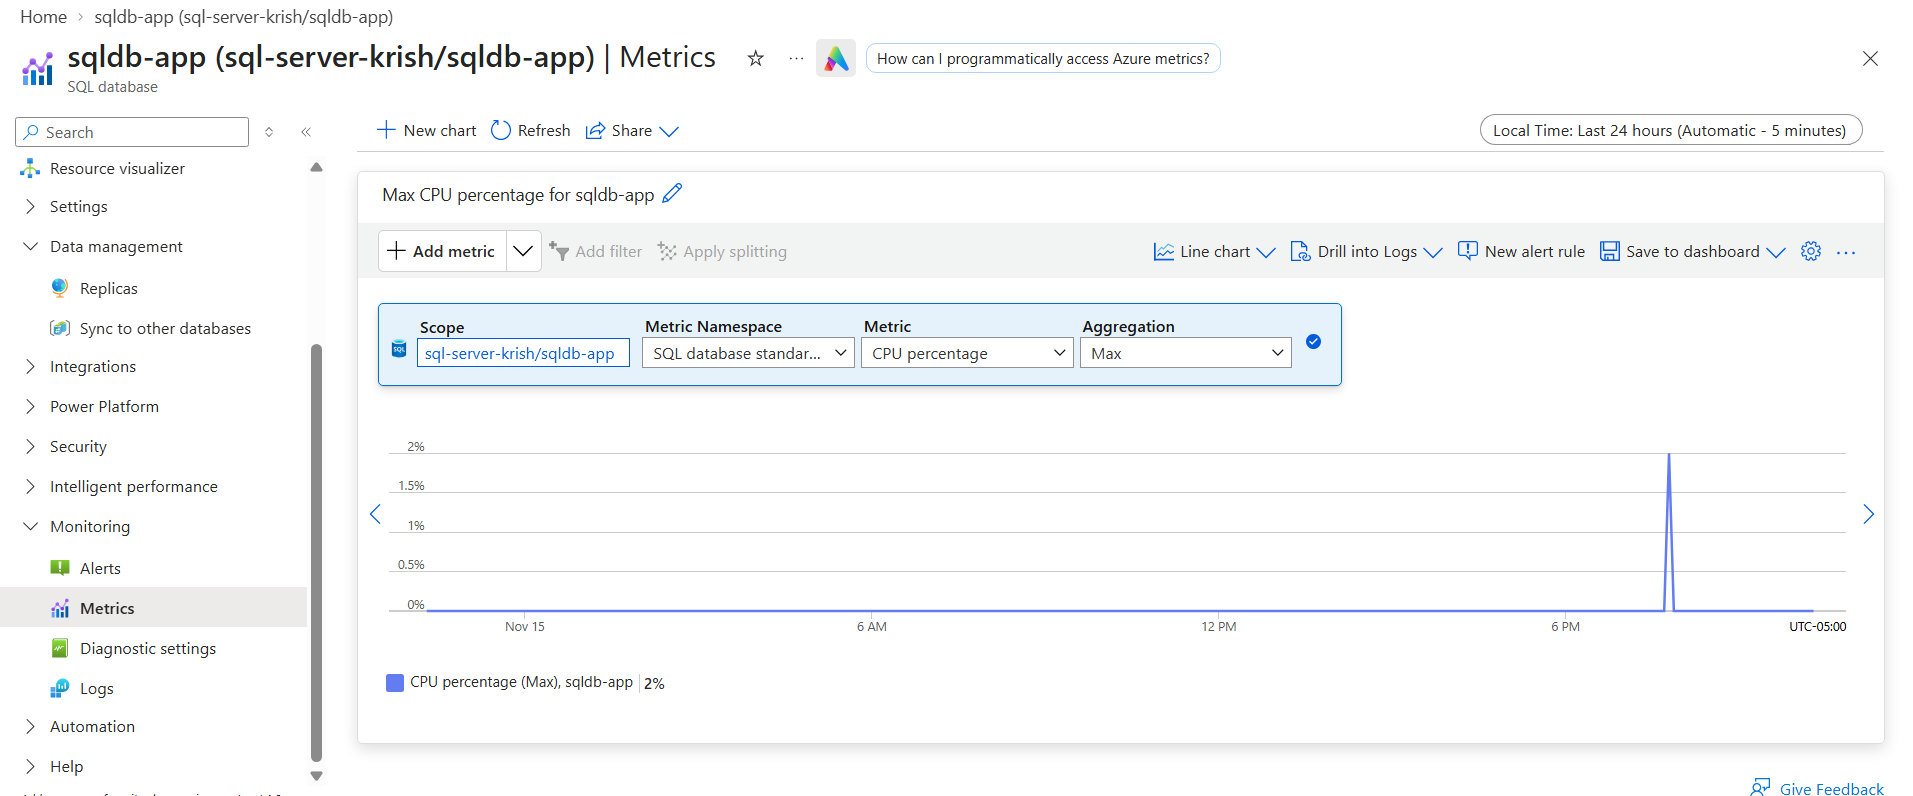 Home > sqldb-app (sql-server-krish/sqldb-app)
sqldb-app (sql-server-krish/sqldb-app) | Metrics
How can I programmatically access Azure metrics?
SQL database
Search
New chart
Refresh
Share
Local Time: Last 24 hours (Automatic - 5 minutes)
Resource visualizer
Settings
Data management
Replicas
Sync to other databases
Integrations
Power Platform
Security
Intelligent performance
Monitoring
Alerts
Metrics
Diagnostic settings
Logs
Automation
Help
Max CPU percentage for sqldb-app
Add metric
Add filter
Apply splitting
Line chart
Drill into Logs
New alert rule
Save to dashboard
Scope
Metric Namespace
Metric
Aggregation
SQL
sql-server-krish/sqldb-app
SQL database standar...
CPU percentage
Max
2%
1.5%
1%
0.5%
0%
Nov 15
6 AM
12 PM
6 PM
UTC-05:00
CPU percentage (Max), sqldb-app | 2%
Give Feedback